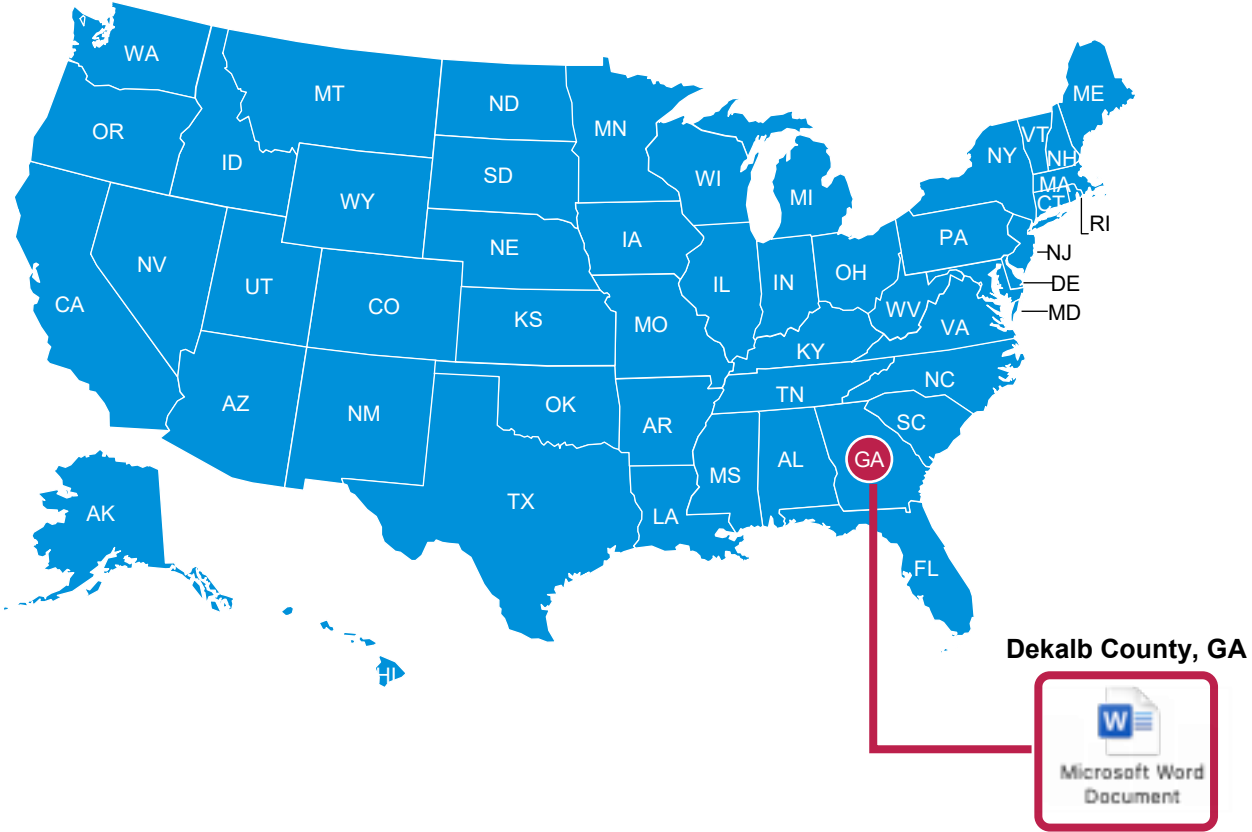 WA
MT
ND
MN
ME
OR
ID
SD
WI
MI
NY
VT
NH
MA
CT
RI
WY
NE
IA
PA
NJ
NV
UT
CO
KS
MO
IL
IN
OH
DE
MD
CA
WV
VA
KY
AZ
NM
OK
AR
TN
NC
SC
TX
LA
MS
AL
GA
FL
AK
HI
Dekalb County, GA
W
Microsoft Word
Document